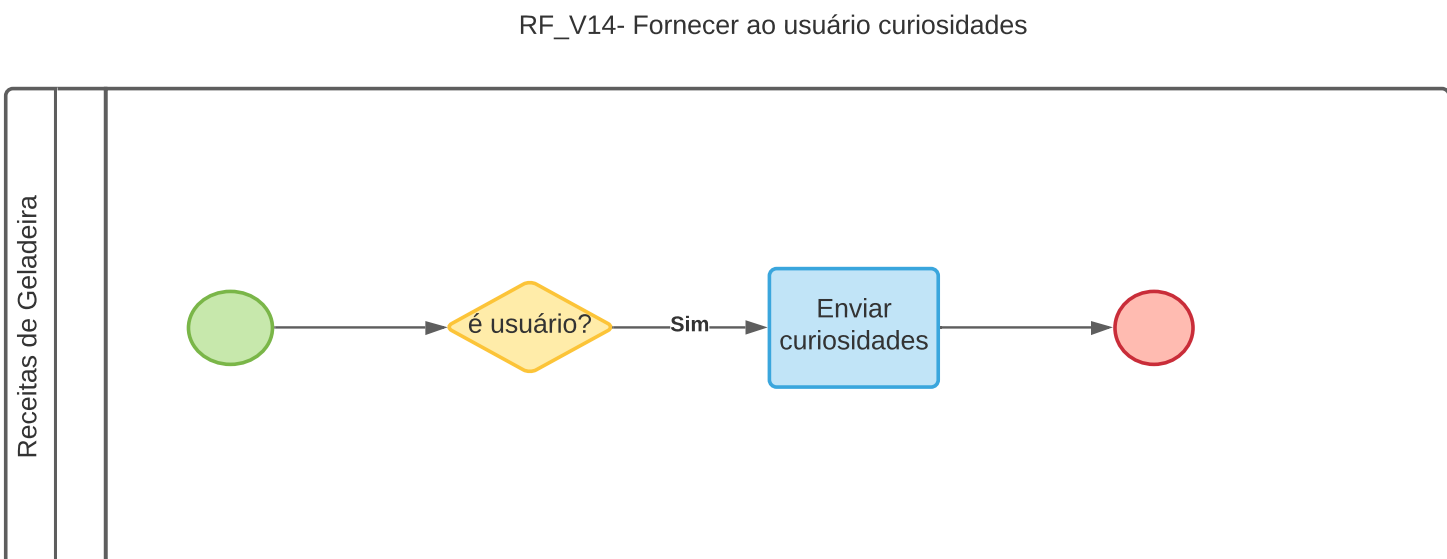 RF_V14- Fornecer ao usuário curiosidades
Receitas de Geladeira
é usuário?
Sim
Enviar
curiosidades